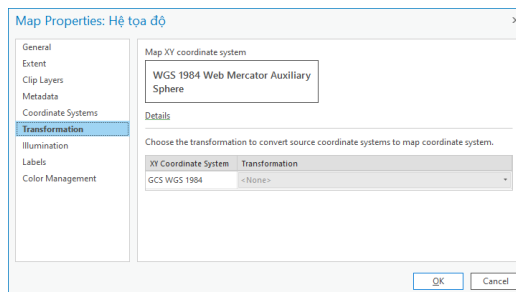 Map Properties: Hệ tọa độ
General
Extent
Clip Layers
Metadata
Coordinate Systems
Transformation
Illumination
Labels
Color Management
Map XY coordinate system
WGS 1984 Web Mercator Auxiliary
Sphere
Details
Choose the transformation to convert source coordinate systems to map coordinate system.
XY Coordinate System Transformation
GCS WGS 1984 <None>
OK Cancel